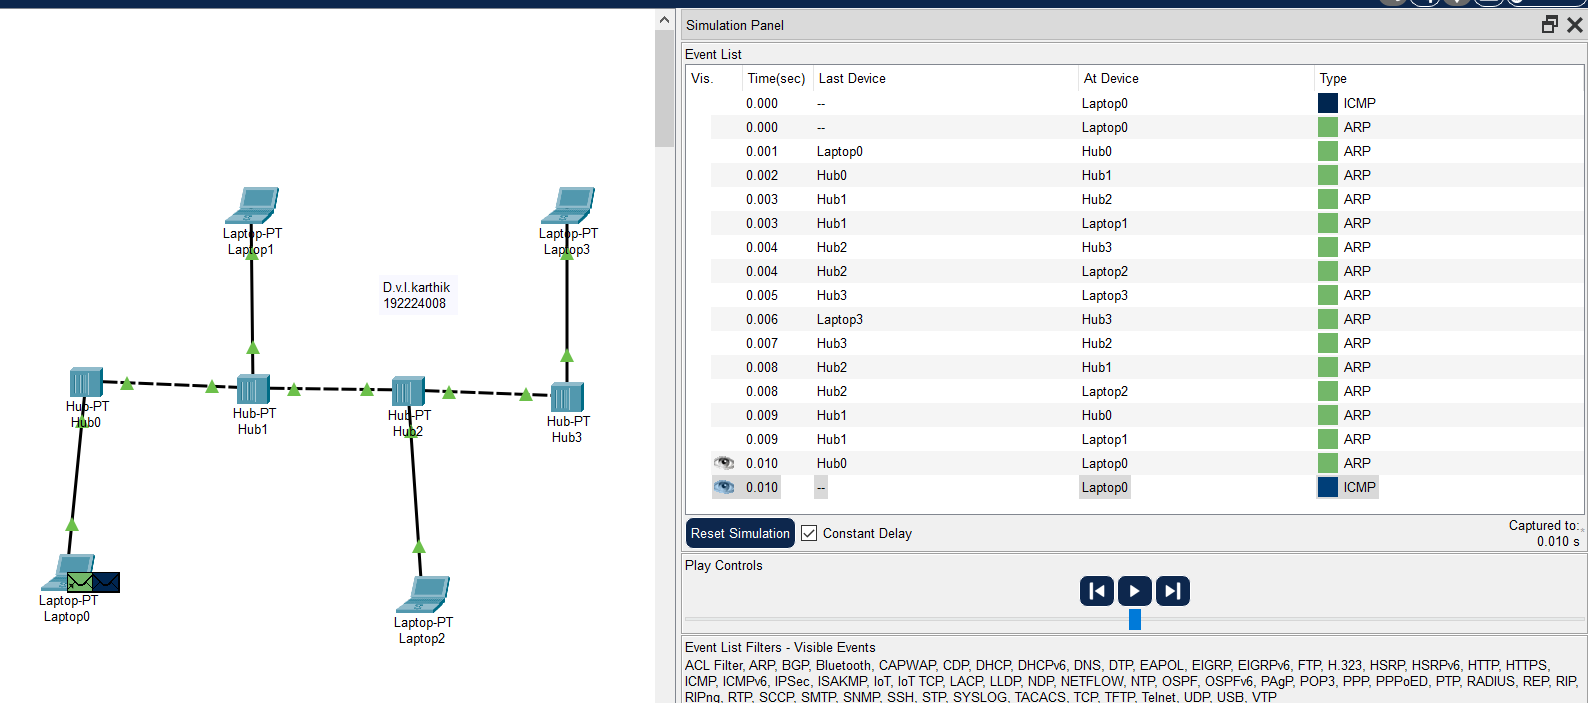 Simulation Panel
Event List
Vis. Time(sec) Last Device At Device Type
0.000 -- Laptop0 ICMP
0.000 -- Laptop0 ARP
0.001 Laptop0 Hub0 ARP
0.002 Hub0 Hub1 ARP
0.003 Hub1 Hub2 ARP
0.003 Hub1 Laptop1 ARP
0.004 Hub2 Hub3 ARP
0.004 Hub2 Laptop2 ARP
0.005 Hub3 Laptop3 ARP
0.006 Laptop3 Hub3 ARP
0.007 Hub3 Hub2 ARP
0.008 Hub2 Hub1 ARP
0.008 Hub2 Laptop2 ARP
0.009 Hub1 Hub0 ARP
0.009 Hub1 Laptop1 ARP
0.010 Hub0 Laptop0 ARP
0.010 -- Laptop0 ICMP
Reset Simulation Constant Delay
Captured to:
0.010 s
Play Controls
Event List Filters - Visible Events
ACL Filter, ARP, BGP, Bluetooth, CAPWAP, CDP, DHCP, DHCPv6, DNS, DTP, EAPOL, EIGRP, EIGRPv6, FTP, H.323, HSRP, HSRPv6, HTTP, HTTPS,
ICMP, ICMPv6, IPSec, ISAKMP, IoT, IoT TCP, LACP, LLDP, NDP, NETFLOW, NTP, OSPF, OSPFv6, PAgP, POP3, PPP, PPPoED, PTP, RADIUS, REP, RIP,
RIPng, RTP, SCCP, SMTP, SNMP, SSH, STP, SYSLOG, TACACS, TCP, TFTP, Telnet, UDP, USB, VTP
Laptop-PT
Laptop1
Laptop-PT
Laptop3
D.v.l.karthik
192224008
Hub-PT
Hub0
Hub-PT
Hub1
Hub-PT
Hub2
Hub-PT
Hub3
Laptop-PT
Laptop0
Laptop-PT
Laptop2